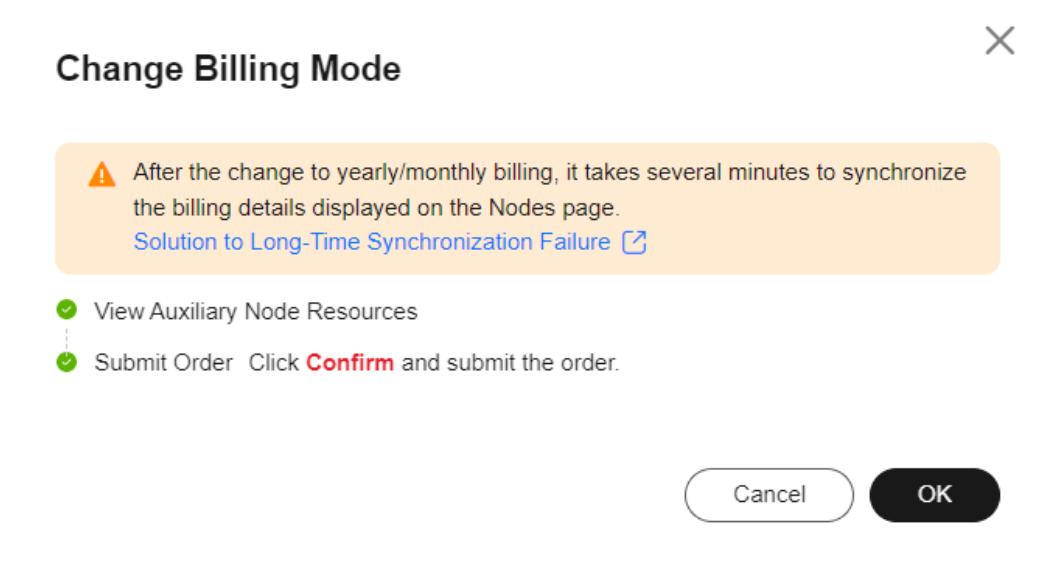 Change Billing Mode
After the change to yearly/monthly billing, it takes several minutes to synchronize
the billing details displayed on the Nodes page.
Solution to Long-Time Synchronization Failure
View Auxiliary Node Resources
Submit Order Click Confirm and submit the order.
Cancel OK